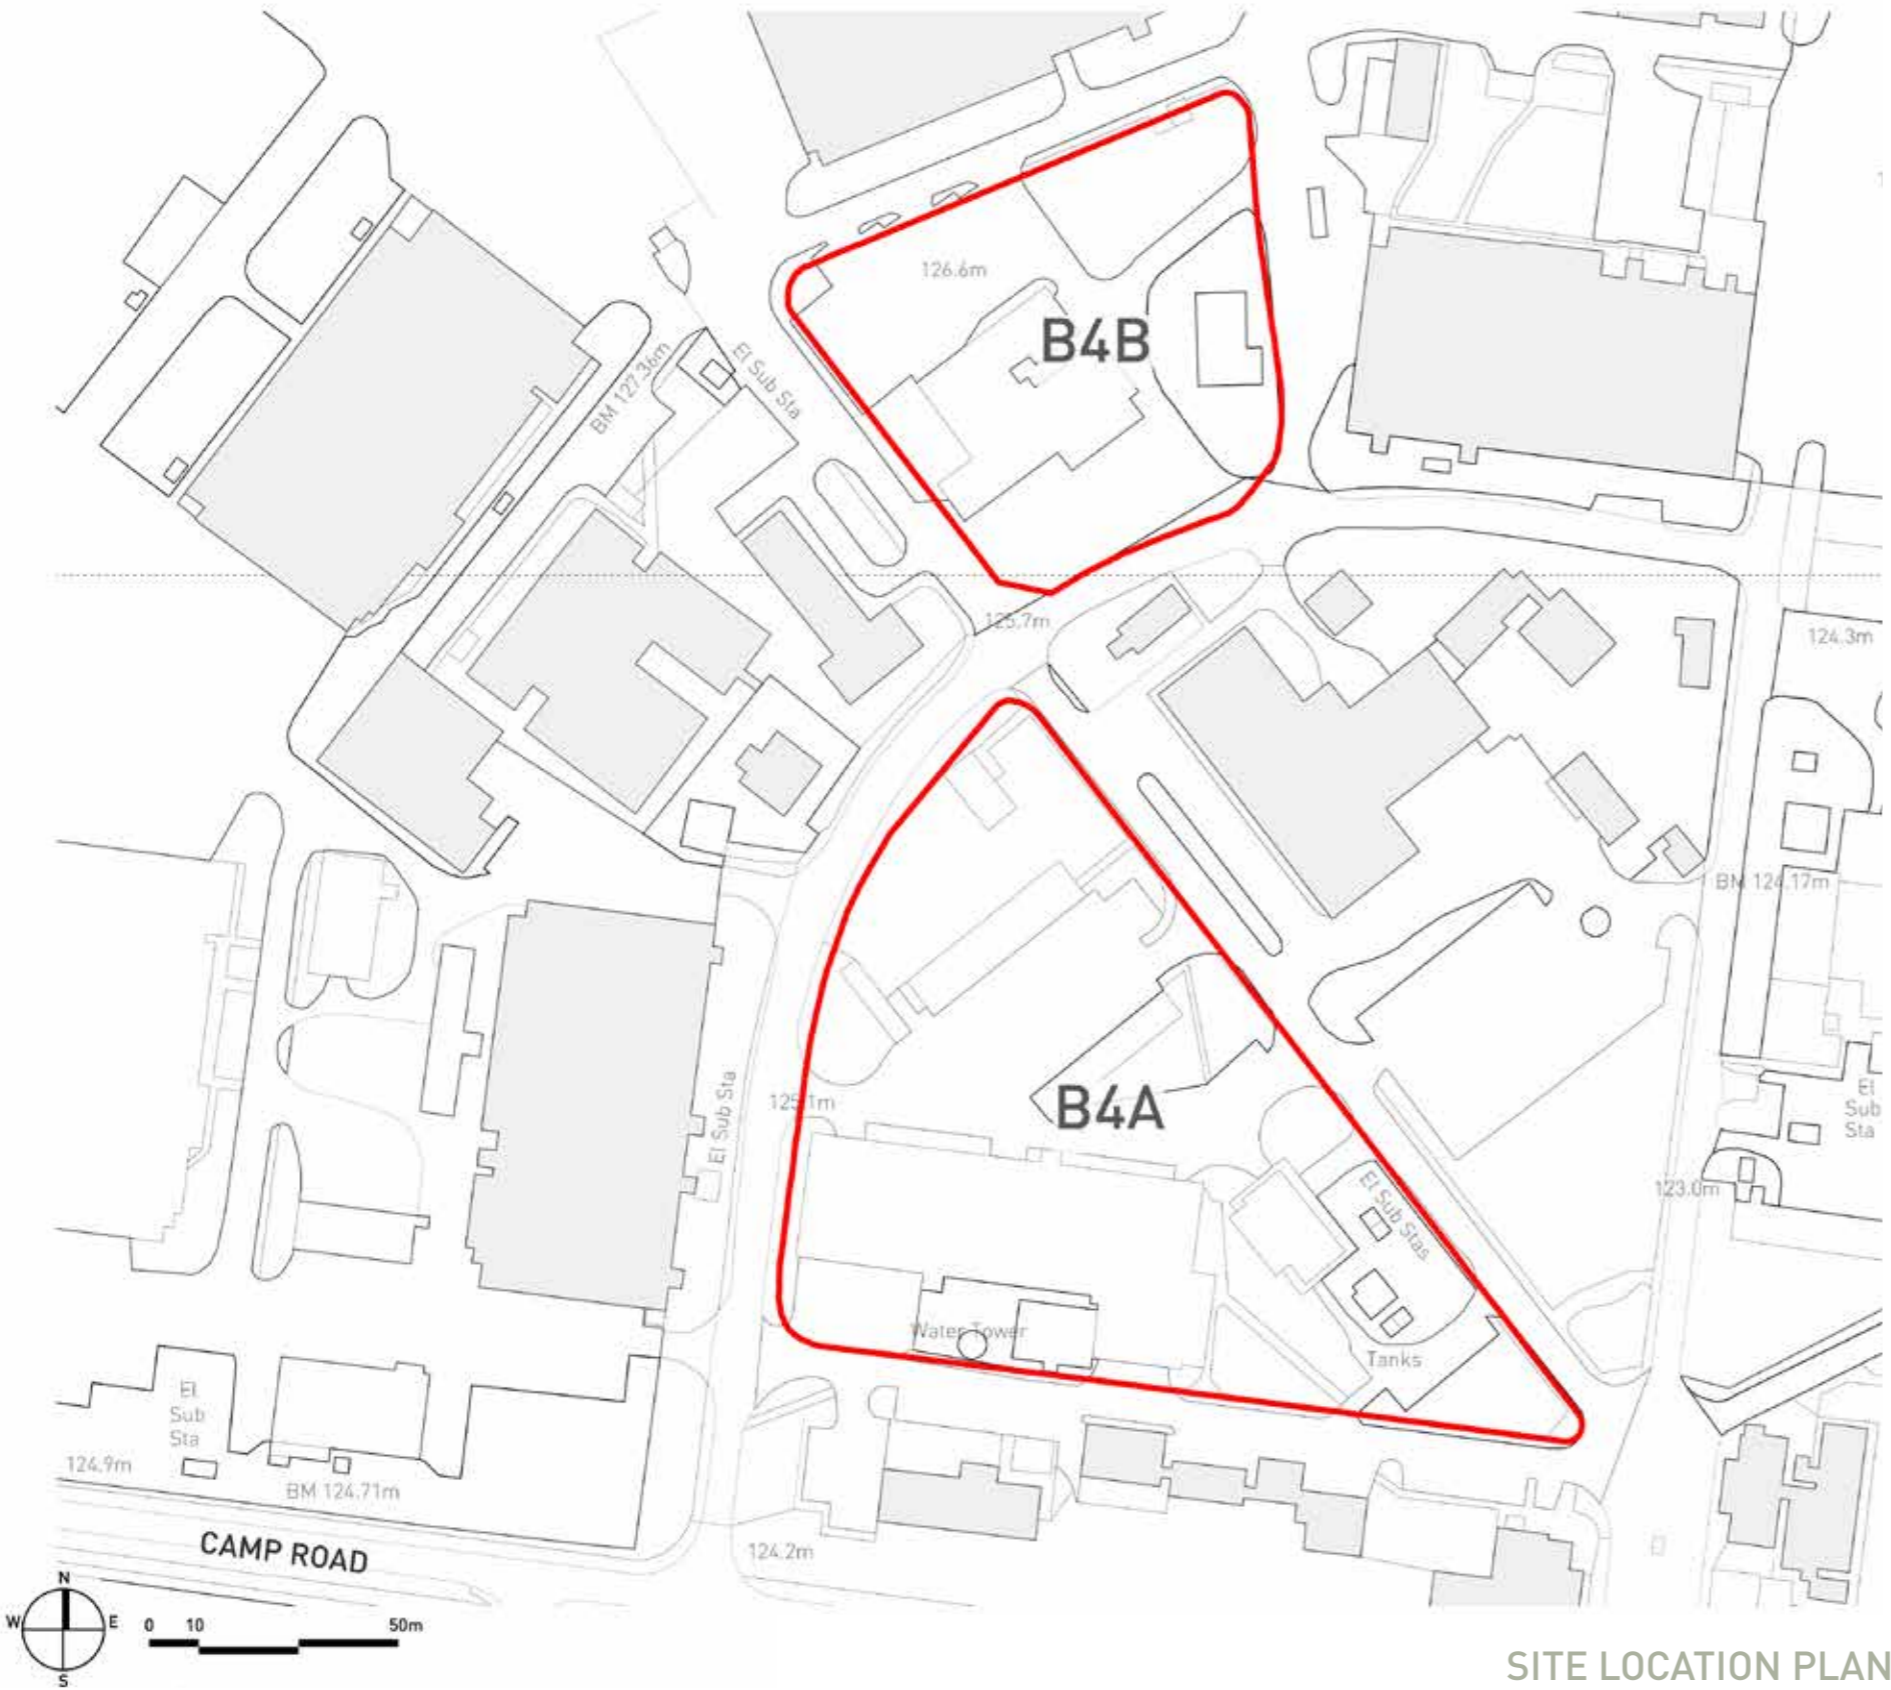 126.6m
B4B
El Sub Sta
BM 127.36m
125.7m
124.3m
BM 124.17m
El Sub Sta
125.1m
B4A
El
Sub
Sta
El Sub Stas
123.0m
Water Tower
Tanks
El
Sub
Sta
124.9m
BM 124.71m
CAMP ROAD
124.2m
N
W E
S
0 10 50m
SITE LOCATION PLAN